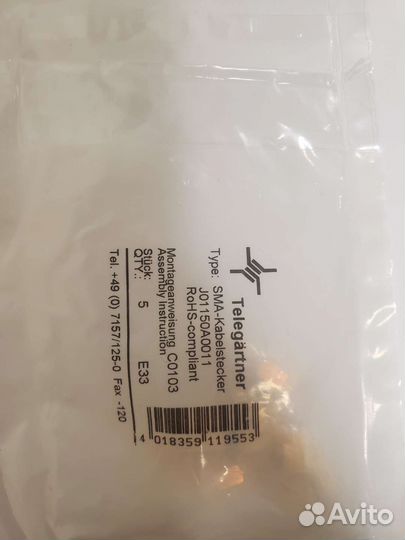 Telegärtner
Type: SMA-Kabelstecker
J01150A0011
RoHS-compliant
Montageanweisung C0103
Assembly Instruction
Stück: 5 E33
QTY.:
Tel. +49 (0) 7157/125-0 Fax -120
4 018359 119553
Avito